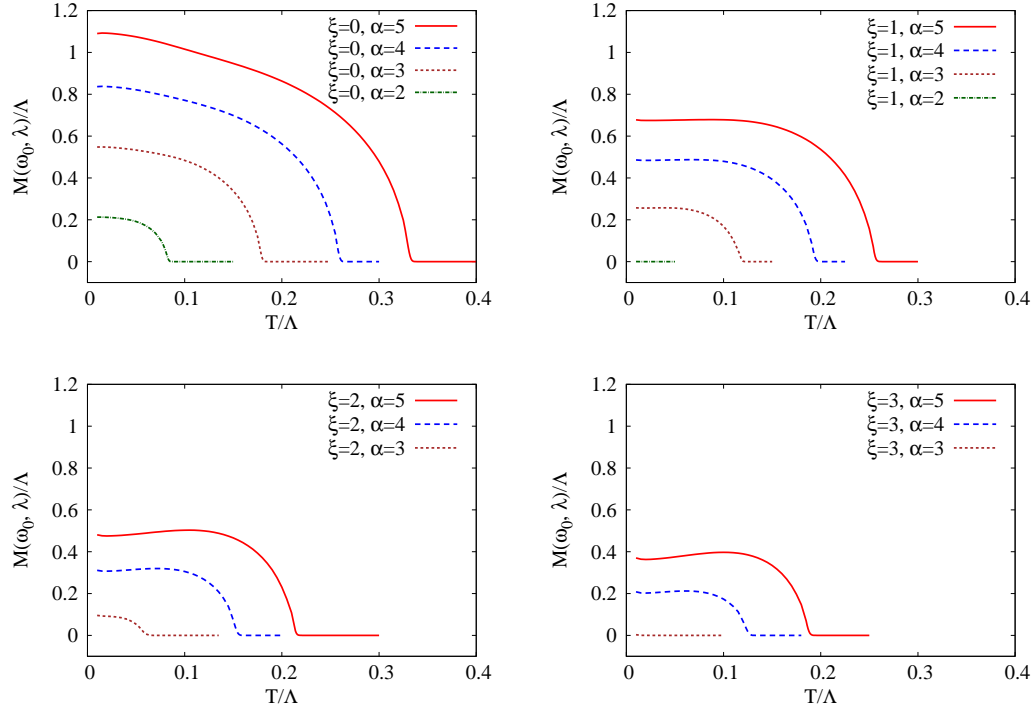 1.2
1
0.8
0.6
0.4
0.2
0
M(ω₀, λ)/Λ
0 0.1 0.2 0.3 0.4
T/Λ
ξ=0, α=5
ξ=0, α=4
ξ=0, α=3
ξ=0, α=2
1.2
1
0.8
0.6
0.4
0.2
0
M(ω₀, λ)/Λ
0 0.1 0.2 0.3 0.4
T/Λ
ξ=1, α=5
ξ=1, α=4
ξ=1, α=3
ξ=1, α=2
1.2
1
0.8
0.6
0.4
0.2
0
M(ω₀, λ)/Λ
0 0.1 0.2 0.3 0.4
T/Λ
ξ=2, α=5
ξ=2, α=4
ξ=2, α=3
1.2
1
0.8
0.6
0.4
0.2
0
M(ω₀, λ)/Λ
0 0.1 0.2 0.3 0.4
T/Λ
ξ=3, α=5
ξ=3, α=4
ξ=3, α=3